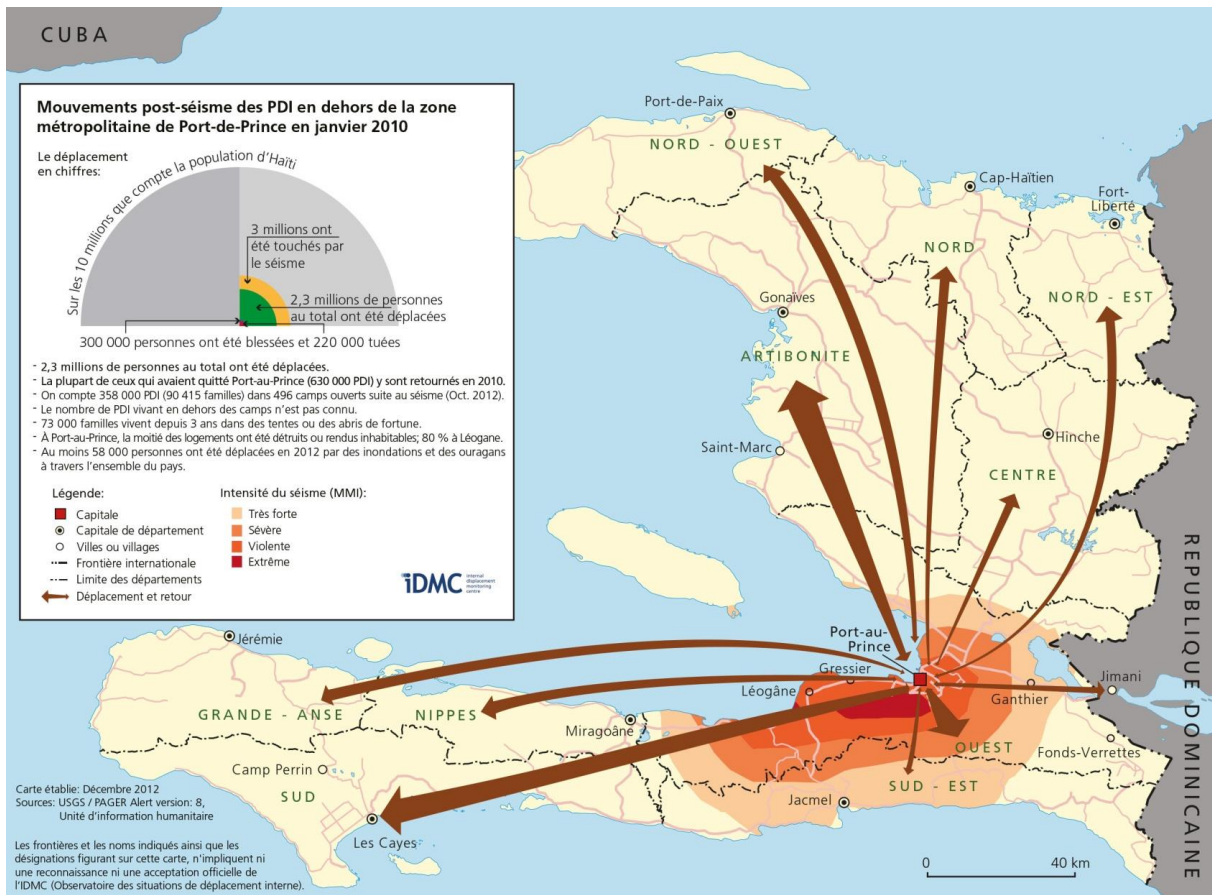 CUBA
Mouvements post-séisme des PDI en dehors de la zone
métropolitaine de Port-de-Prince en janvier 2010
Le déplacement
en chiffres:
Sur les 10 millions que compte la population d'Haïti
3 millions ont
été touchés par
le séisme
2,3 millions de personnes
au total ont été déplacées
300 000 personnes ont été blessées et 220 000 tuées
- 2,3 millions de personnes au total ont été déplacées.
- La plupart de ceux qui avaient quitté Port-au-Prince (630 000 PDI) y sont retournés en 2010.
- On compte 358 000 PDI (90 415 familles) dans 496 camps ouverts suite au séisme (Oct. 2012).
- Le nombre de PDI vivant en dehors des camps n'est pas connu.
- 73 000 familles vivent depuis 3 ans dans des tentes ou des abris de fortune.
- À Port-au-Prince, la moitié des logements ont été détruits ou rendus inhabitables; 80 % à Léogane.
- Au moins 58 000 personnes ont été déplacées en 2012 par des inondations et des ouragans
à travers l'ensemble du pays.
Légende:
Capitale
Capitale de département
Villes ou villages
Frontière internationale
Limite des départements
Déplacement et retour
Intensité du séisme (MMI):
Très forte
Sévère
Violente
Extrême
iDMC
internal
displacement
monitoring
centre
Port-de-Paix
NORD - OUEST
Cap-Haïtien
Fort-
Liberté
NORD
NORD - EST
Gonaïves
ARTIBONITE
Hinche
Saint-Marc
CENTRE
REPUBLIQUE DOMINICAINE
Port-au-
Prince
Gressier
Léogâne
Ganthier
Jimani
Jérémie
GRANDE - ANSE
NIPPES
Miragoâne
OUEST
Fonds-Verrettes
Camp Perrin
SUD
SUD - EST
Jacmel
Les Cayes
Carte établie: Décembre 2012
Sources: USGS / PAGER Alert version: 8,
Unité d'information humanitaire
Les frontières et les noms indiqués ainsi que les
désignations figurant sur cette carte, n'impliquent ni
une reconnaissance ni une acceptation officielle de
l'IDMC (Observatoire des situations de déplacement interne).
0 40 km